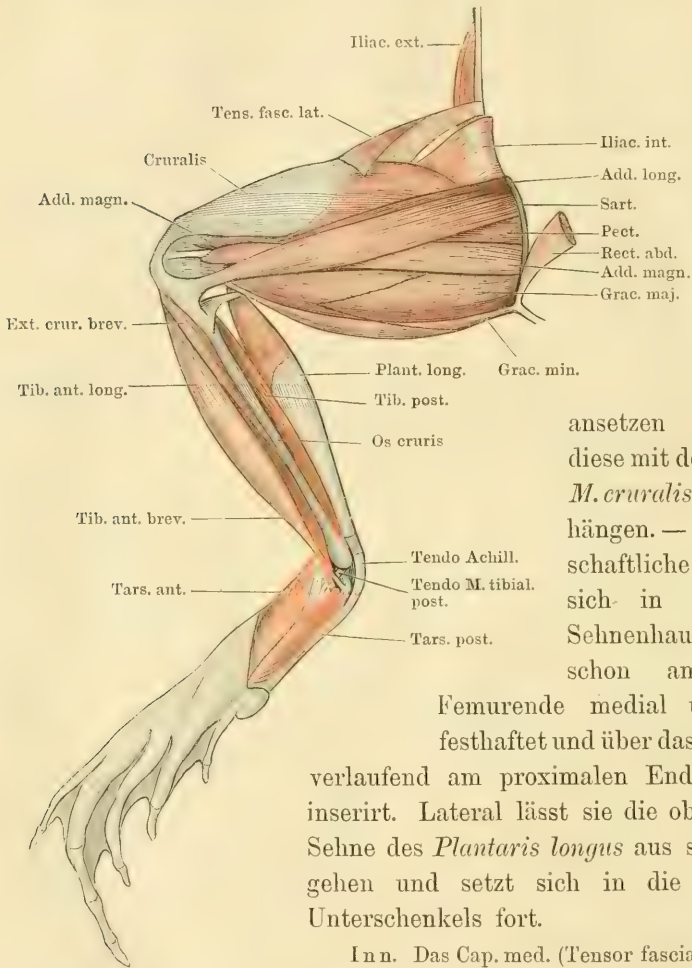 Iliac. ext.
Tens. fasc. lat.
Cruralis
Add. magn.
Iliac. int.
Add. long.
Sart.
Pect.
Rect. abd.
Add. magn.
Grac. maj.
Ext. crur. brev.
Plant. long.
Grac. min.
Tib. ant. long.
Tib. post.
Os cruris
Tib. ant. brev.
Tendo Achill.
Tendo M. tibial.
post.
Tars. ant.
Tars. post.
ansetzen
diese mit
M. cruralis
hängen. —
schaftliche
sich in
Sehnenhau
schon am
Femurende medial
festhaftet und über das
verlaufend am proximalen End
inserirt. Lateral lässt sie die ob
Sehne des Plantaris longus aus s
gehen und setzt sich in die
Unterschenkels fort.
Inn. Das Cap. med. (Tensor fascia